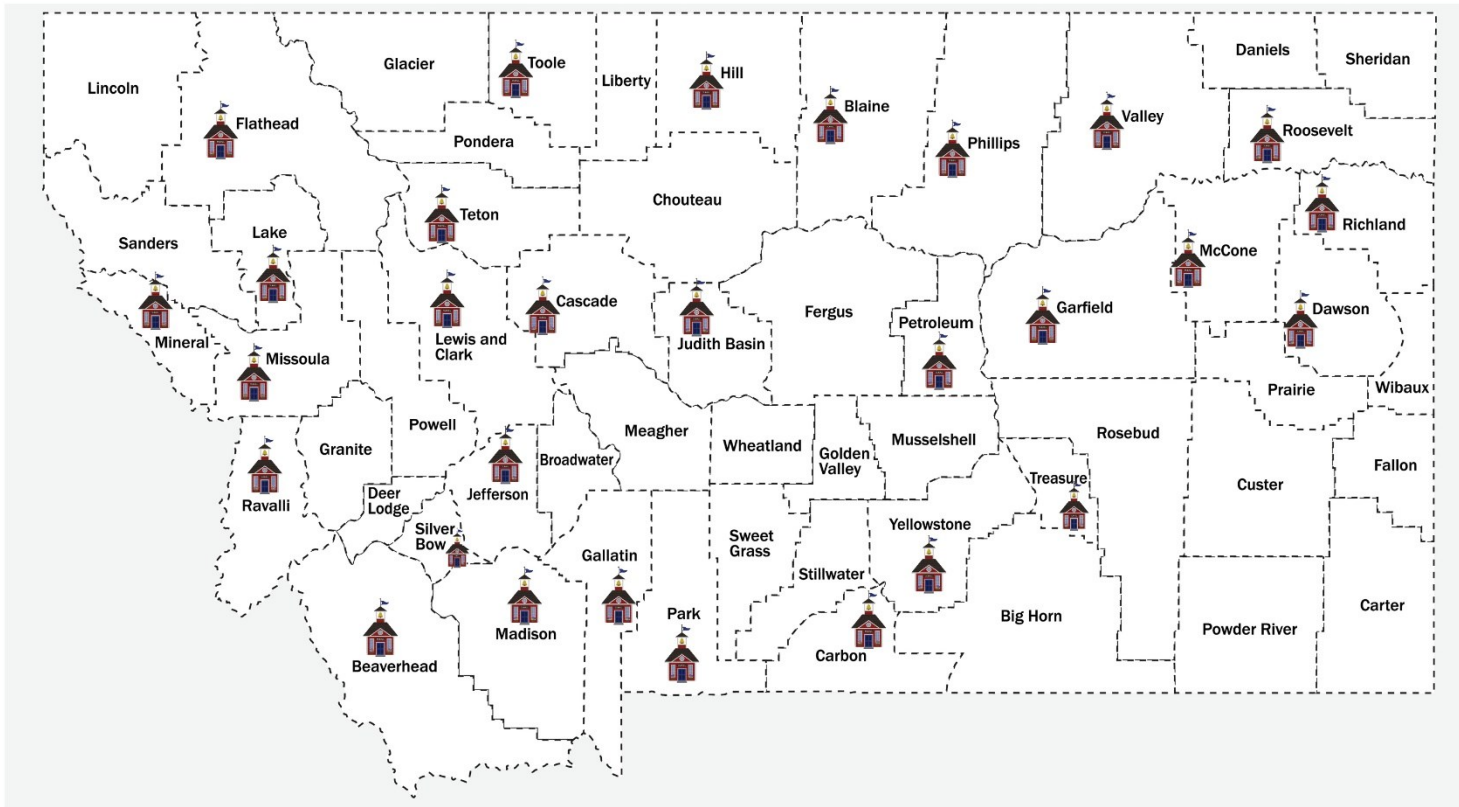 Daniels
Sheridan
Glacier
Toole
Liberty
Hill
Lincoln
Blaine
Valley
Flathead
Roosevelt
Pondera
Phillips
Chouteau
Teton
Richland
Sanders
Lake
McCone
Cascade
Garfield
Dawson
Fergus
Petroleum
Mineral
Lewis and
Clark
Judith Basin
Missoula
Prairie
Wibaux
Powell
Meagher
Rosebud
Granite
Wheatland
Musselshell
Golden
Valley
Broadwater
Fallon
Treasure
Custer
Deer
Lodge
Jefferson
Ravalli
Silver
Bow
Yellowstone
Sweet
Grass
Gallatin
Stillwater
Carter
Park
Big Horn
Powder River
Madison
Carbon
Beaverhead